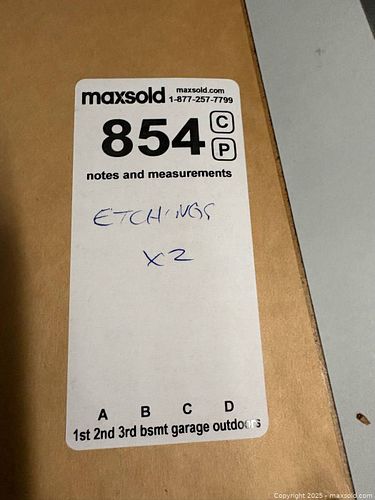 maxsold maxsold.com
1-877-257-7799
854 C
P
notes and measurements
ETCHINGS
X2
A B C D
1st 2nd 3rd bsmt garage outdoors
Copyright 2025 - maxsold.com